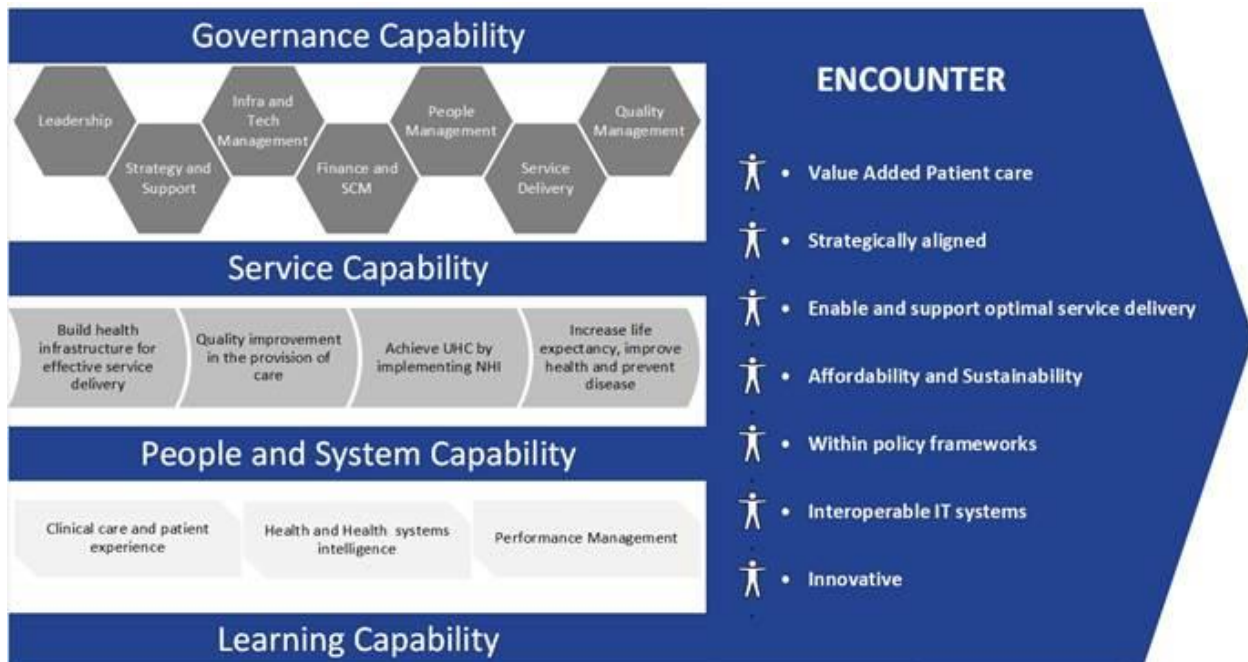 Governance Capability
Leadership
Strategy and
Support
Infra and
Tech
Management
Finance and
SCM
People
Management
Service
Delivery
Quality
Management
Service Capability
Build health
infrastructure for
effective service
delivery
Quality improvement
in the provision of
care
Achieve UHC by
implementing NHI
Increase life
expectancy, improve
health and prevent
disease
People and System Capability
Clinical care and patient
experience
Health and Health systems
intelligence
Performance Management
Learning Capability
ENCOUNTER
• Value Added Patient care
• Strategically aligned
• Enable and support optimal service delivery
• Affordability and Sustainability
• Within policy frameworks
• Interoperable IT systems
• Innovative